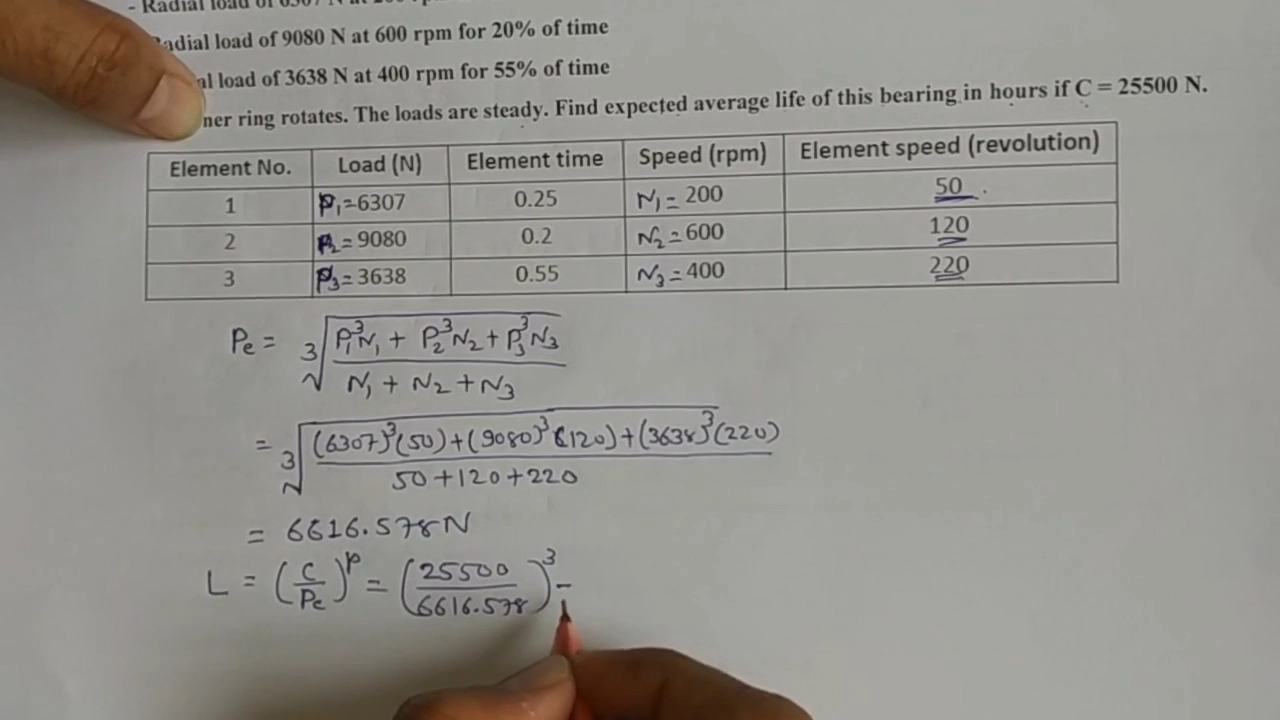 - Radial load of 6307 N at 200 rpm
Radial load of 9080 N at 600 rpm for 20% of time
al load of 3638 N at 400 rpm for 55% of time
ner ring rotates. The loads are steady. Find expected average life of this bearing in hours if C = 25500 N.
Element No. Load (N) Element time Speed (rpm) Element speed (revolution)
1 P₁=6307 0.25 N₁= 200 50
2 P₂=9080 0.2 N₂=600 120
3 P₃=3638 0.55 N₃=400 220
Pe = ∛((P₁³N₁ + P₂³N₂ + P₃³N₃)/(N₁ + N₂ + N₃))
= ∛(((6307)³(50)+(9080)³(120)+(3638)³(220))/(50+120+220))
= 6616.578N
L = (C/Pe)ᵖ = (25500/6616.578)³ =